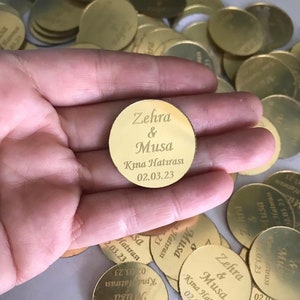 Zehra
&
Musa
Kına Hatırası
02.03.23